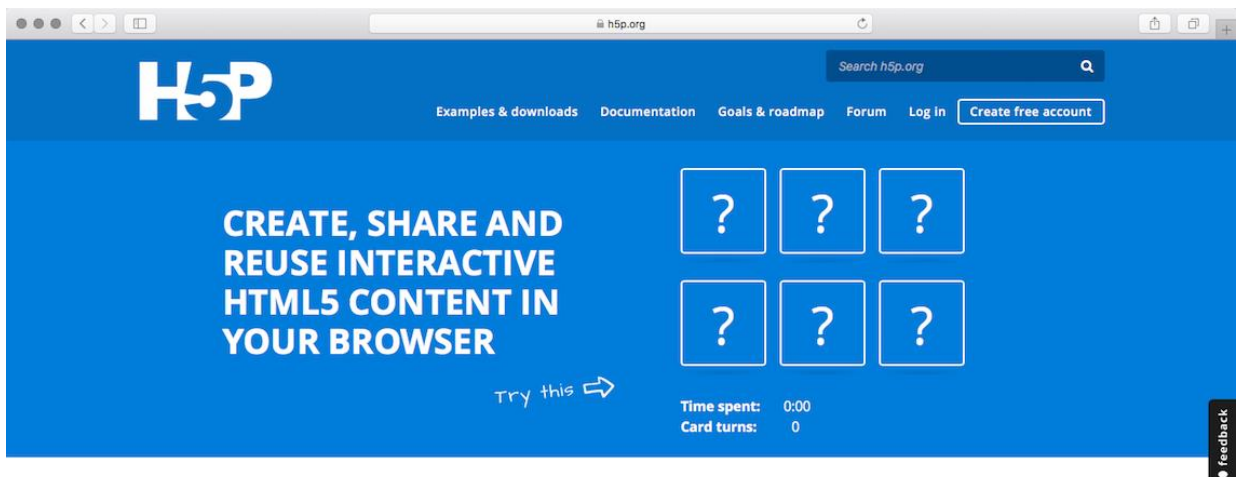 h5p.org
H5P
Search h5p.org
Examples & downloads Documentation Goals & roadmap Forum Log in Create free account
CREATE, SHARE AND
REUSE INTERACTIVE
HTML5 CONTENT IN
YOUR BROWSER
Try this
? ? ?
? ? ?
Time spent: 0:00
Card turns: 0
feedback